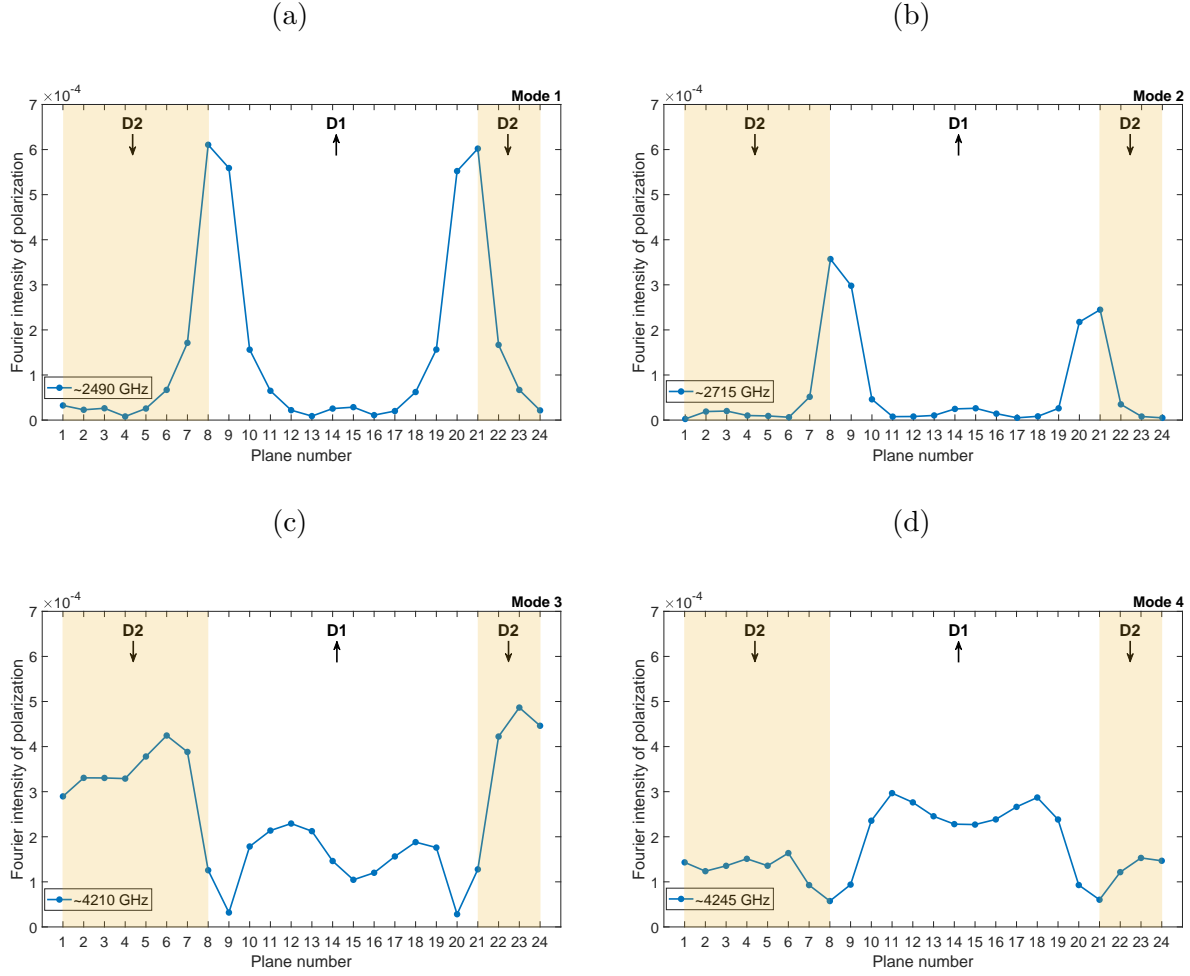 (a)
×10⁻⁴
Mode 1
D2
D1
D2
7
6
5
4
3
2
1
0
Fourier intensity of polarization
~2490 GHz
1 2 3 4 5 6 7 8 9 10 11 12 13 14 15 16 17 18 19 20 21 22 23 24
Plane number
(b)
×10⁻⁴
Mode 2
D2
D1
D2
7
6
5
4
3
2
1
0
Fourier intensity of polarization
~2715 GHz
1 2 3 4 5 6 7 8 9 10 11 12 13 14 15 16 17 18 19 20 21 22 23 24
Plane number
(c)
×10⁻⁴
Mode 3
D2
D1
D2
7
6
5
4
3
2
1
0
Fourier intensity of polarization
~4210 GHz
1 2 3 4 5 6 7 8 9 10 11 12 13 14 15 16 17 18 19 20 21 22 23 24
Plane number
(d)
×10⁻⁴
Mode 4
D2
D1
D2
7
6
5
4
3
2
1
0
Fourier intensity of polarization
~4245 GHz
1 2 3 4 5 6 7 8 9 10 11 12 13 14 15 16 17 18 19 20 21 22 23 24
Plane number